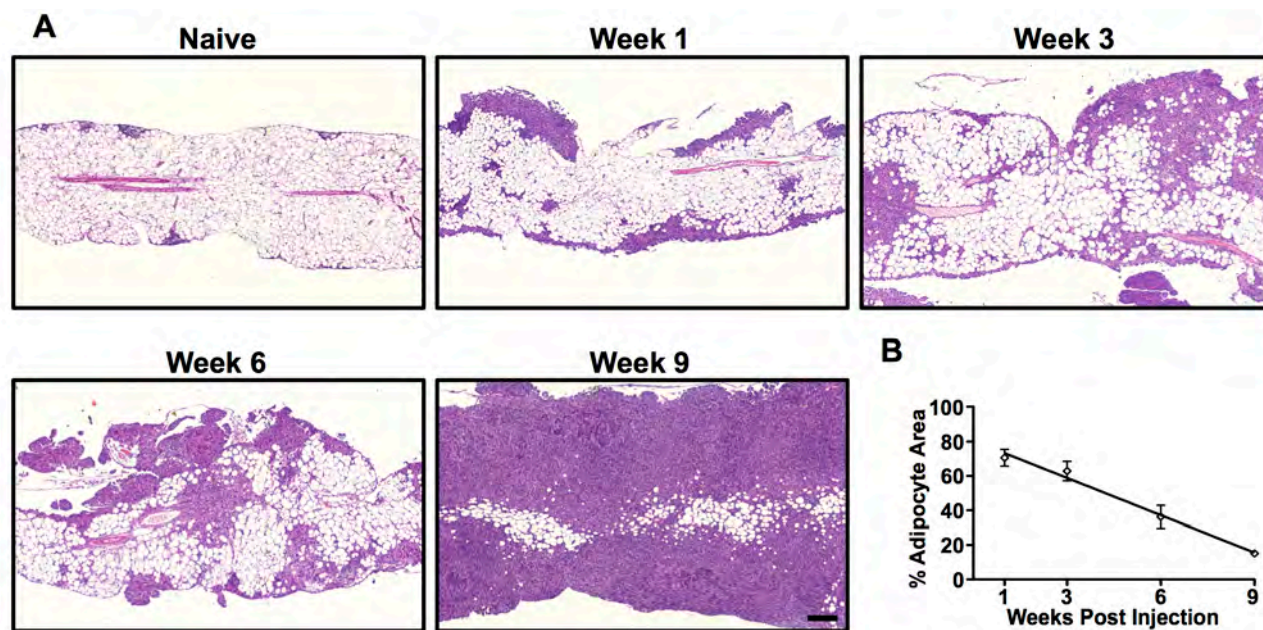 A
Naive
Week 1
Week 3
Week 6
Week 9
B
% Adipocyte Area
100
80
60
40
20
0
1 3 6 9
Weeks Post Injection